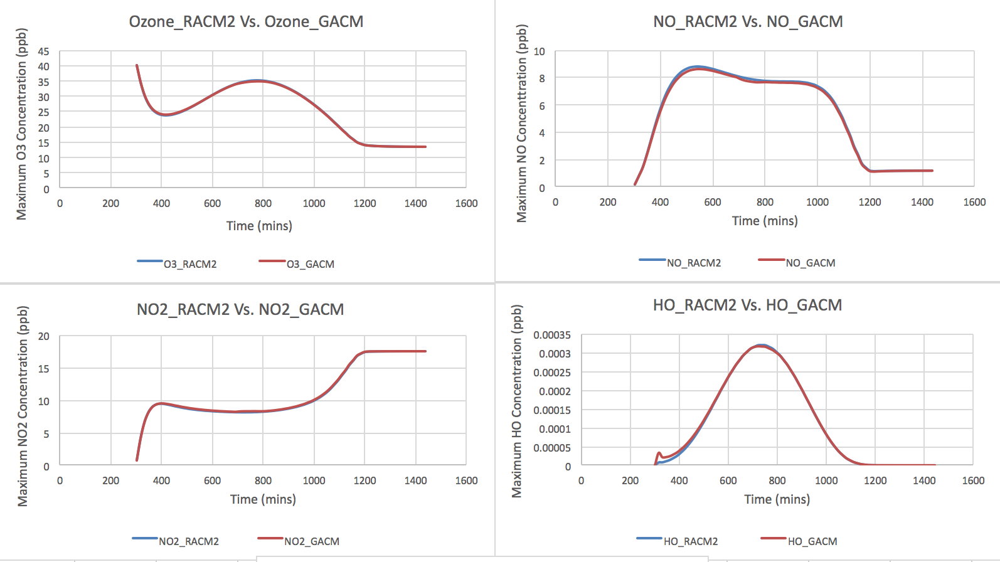 Ozone_RACM2 Vs. Ozone_GACM
Maximum O3 Concentration (ppb)
45
40
35
30
25
20
15
10
5
0
0 200 400 600 800 1000 1200 1400 1600
Time (mins)
O3_RACM2 O3_GACM
NO_RACM2 Vs. NO_GACM
Maximum NO Concenttration (ppb)
10
8
6
4
2
0
0 200 400 600 800 1000 1200 1400 1600
Time (mins)
NO_RACM2 NO_GACM
NO2_RACM2 Vs. NO2_GACM
Maximum NO2 Concentration (ppb)
20
15
10
5
0
0 200 400 600 800 1000 1200 1400 1600
Time (mins)
NO2_RACM2 NO2_GACM
HO_RACM2 Vs. HO_GACM
Maximum HO Concentration (ppb)
0.00035
0.0003
0.00025
0.0002
0.00015
0.0001
0.00005
0
0 200 400 600 800 1000 1200 1400 1600
Time (mins)
HO_RACM2 HO_GACM